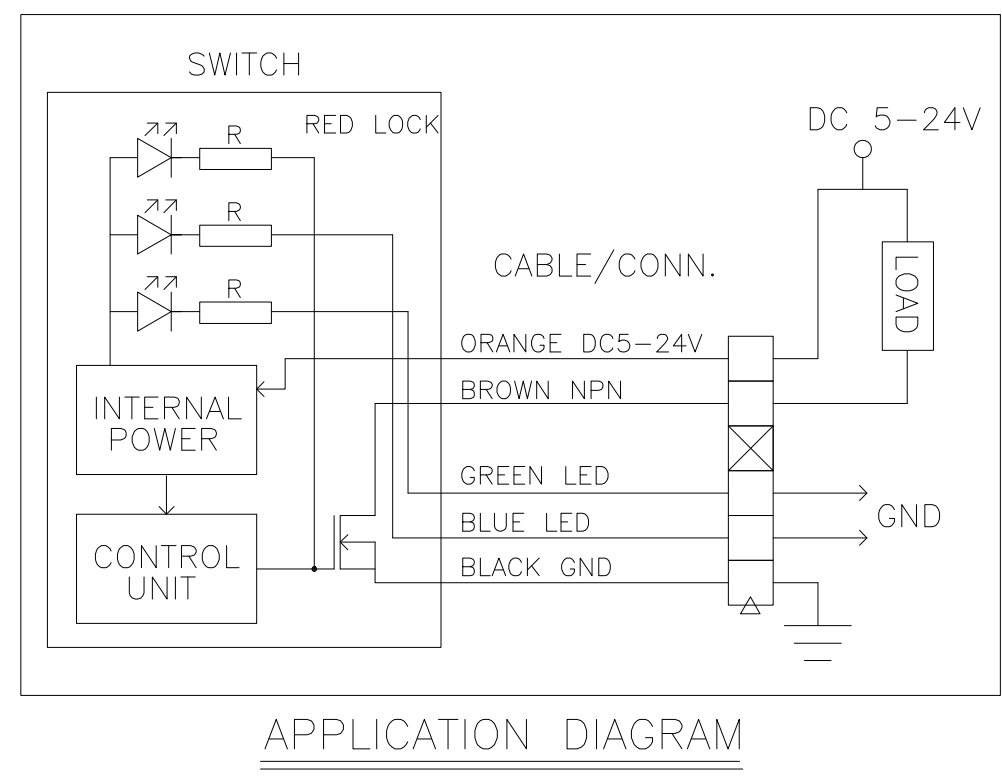 SWITCH
RED LOCK
R
R
R
DC 5-24V
LOAD
CABLE/CONN.
ORANGE DC5-24V
BROWN NPN
INTERNAL
POWER
GREEN LED
BLUE LED
GND
BLACK GND
CONTROL
UNIT
APPLICATION DIAGRAM